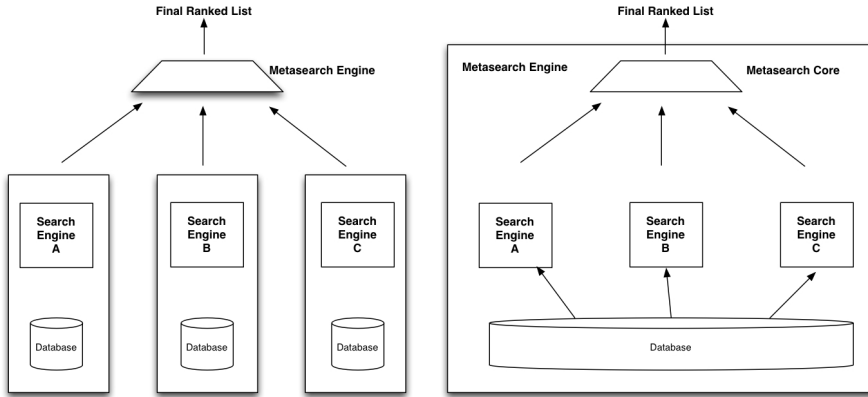 Final Ranked List
Metasearch Engine
Search
Engine
A
Search
Engine
B
Search
Engine
C
Database
Database
Database
Final Ranked List
Metasearch Engine
Metasearch Core
Search
Engine
A
Search
Engine
B
Search
Engine
C
Database